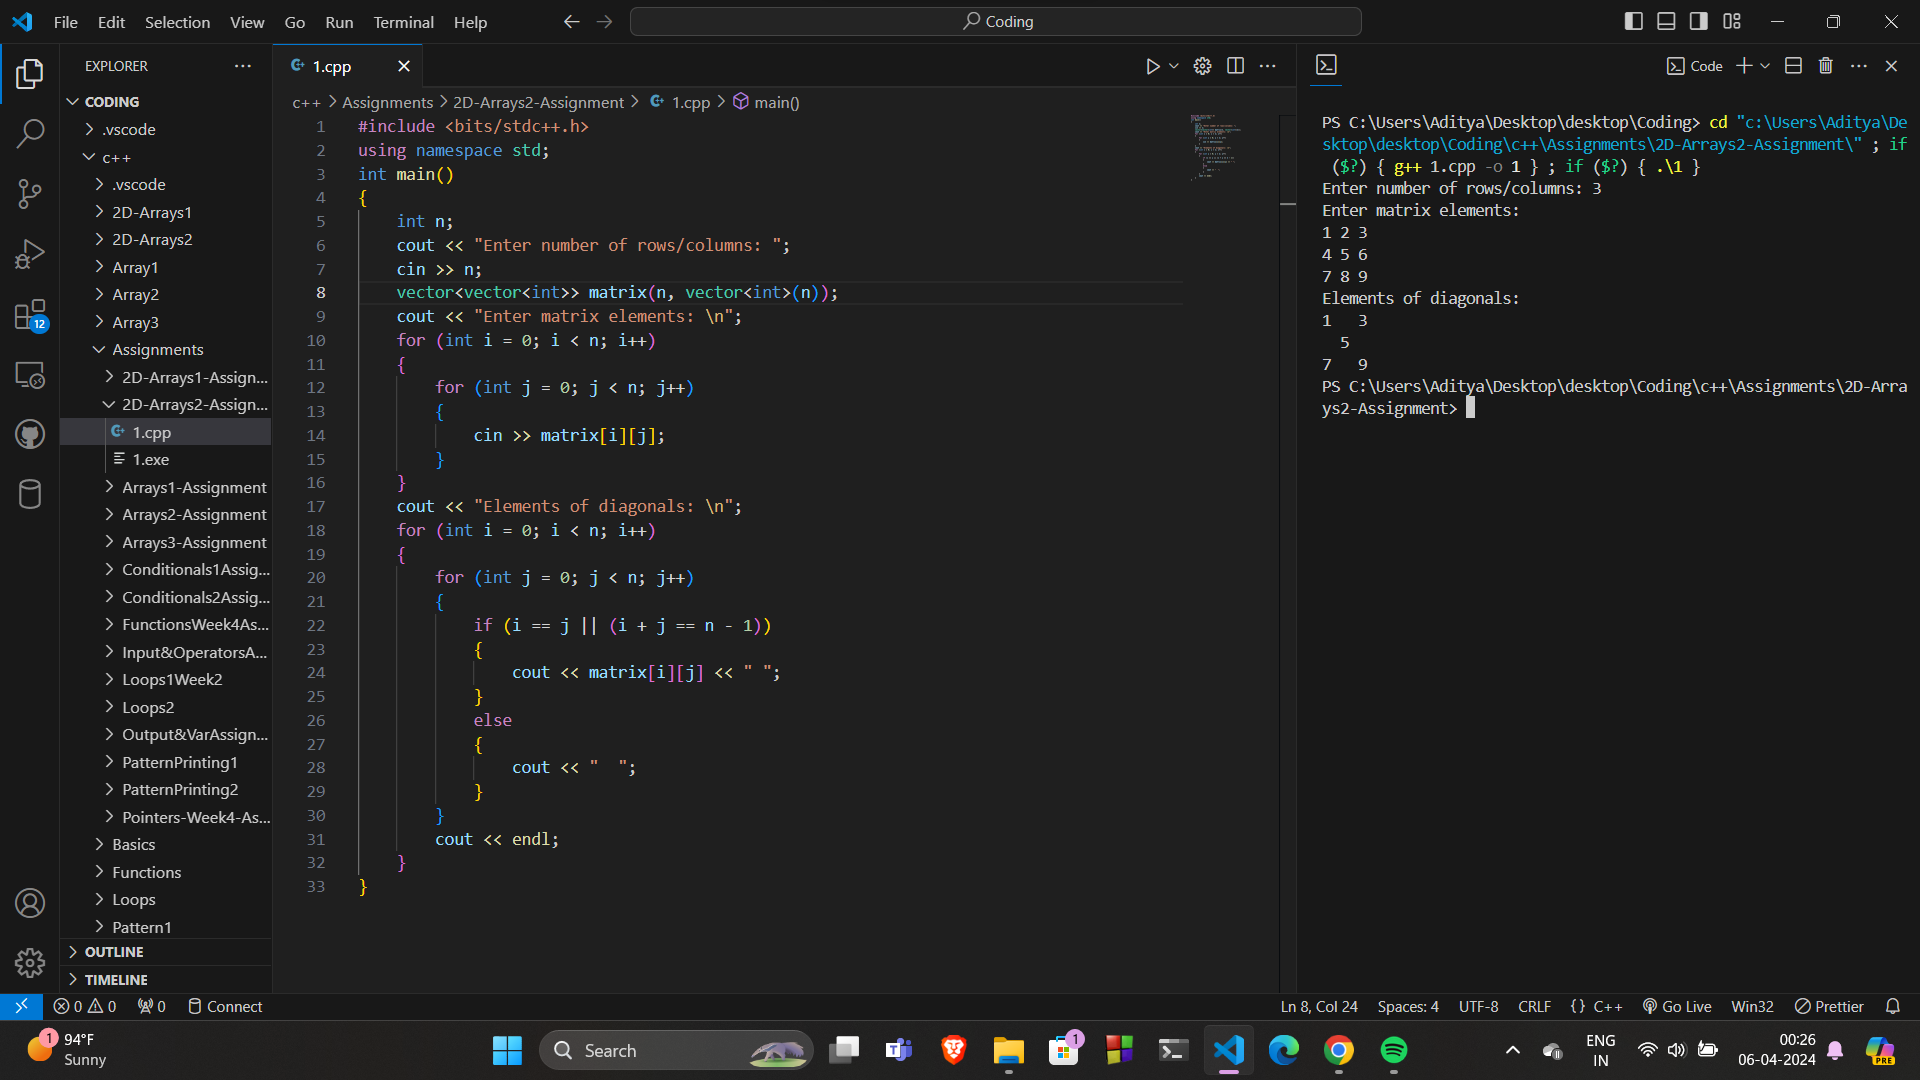 File Edit Selection View Go Run Terminal Help
Coding
EXPLORER
CODING
.vscode
c++
.vscode
2D-Arrays1
2D-Arrays2
Array1
Array2
Array3
Assignments
2D-Arrays1-Assign...
2D-Arrays2-Assign...
1.cpp
1.exe
Arrays1-Assignment
Arrays2-Assignment
Arrays3-Assignment
Conditionals1Assig...
Conditionals2Assig...
FunctionsWeek4As...
Input&OperatorsA...
Loops1Week2
Loops2
Output&VarAssign...
PatternPrinting1
PatternPrinting2
Pointers-Week4-As...
Basics
Functions
Loops
Pattern1
OUTLINE
TIMELINE
12
1.cpp
c++ > Assignments > 2D-Arrays2-Assignment > 1.cpp > main()
1 #include <bits/stdc++.h>
2 using namespace std;
3 int main()
4 {
5 int n;
6 cout << "Enter number of rows/columns: ";
7 cin >> n;
8 vector<vector<int>> matrix(n, vector<int>(n));
9 cout << "Enter matrix elements: \n";
10 for (int i = 0; i < n; i++)
11 {
12 for (int j = 0; j < n; j++)
13 {
14 cin >> matrix[i][j];
15 }
16 }
17 cout << "Elements of diagonals: \n";
18 for (int i = 0; i < n; i++)
19 {
20 for (int j = 0; j < n; j++)
21 {
22 if (i == j || (i + j == n - 1))
23 {
24 cout << matrix[i][j] << " ";
25 }
26 else
27 {
28 cout << "  ";
29 }
30 }
31 cout << endl;
32 }
33 }
Code
PS C:\Users\Aditya\Desktop\desktop\Coding> cd "c:\Users\Aditya\De
sktop\desktop\Coding\c++\Assignments\2D-Arrays2-Assignment\" ; if
($?) { g++ 1.cpp -o 1 } ; if ($?) { .\1 }
Enter number of rows/columns: 3
Enter matrix elements:
1 2 3
4 5 6
7 8 9
Elements of diagonals:
1   3
  5
7   9
PS C:\Users\Aditya\Desktop\desktop\Coding\c++\Assignments\2D-Arra
ys2-Assignment>
0 0 0 Connect
Ln 8, Col 24 Spaces: 4 UTF-8 CRLF {} C++ Go Live Win32 Prettier
1
94°F
Sunny
Search
1
ENG
IN
00:26
06-04-2024
PRE